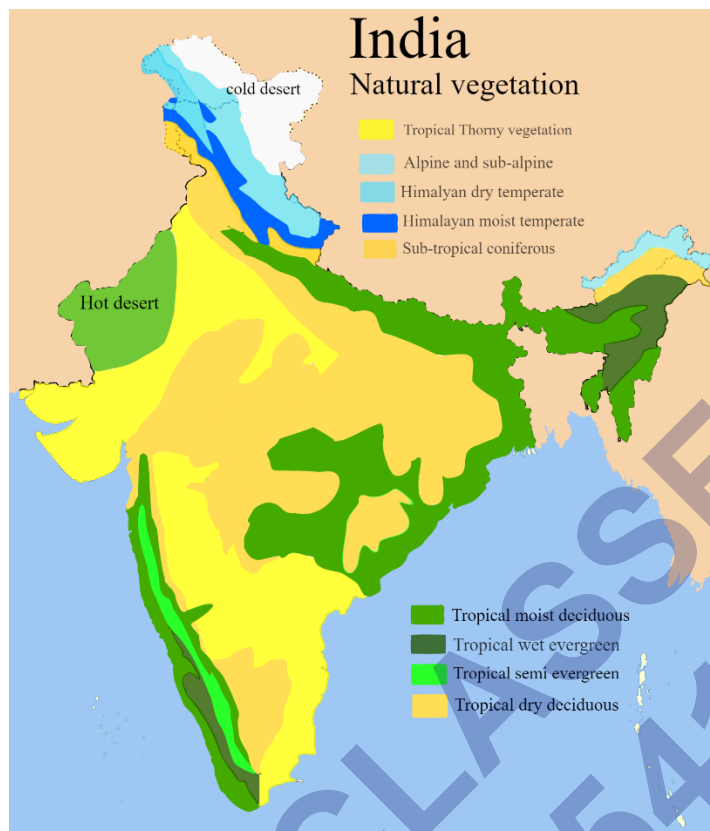 India
Natural vegetation
cold desert
Tropical Thorny vegetation
Alpine and sub-alpine
Himalyan dry temperate
Himalayan moist temperate
Sub-tropical coniferous
Hot desert
Tropical moist deciduous
Tropical wet evergreen
Tropical semi evergreen
Tropical dry deciduous